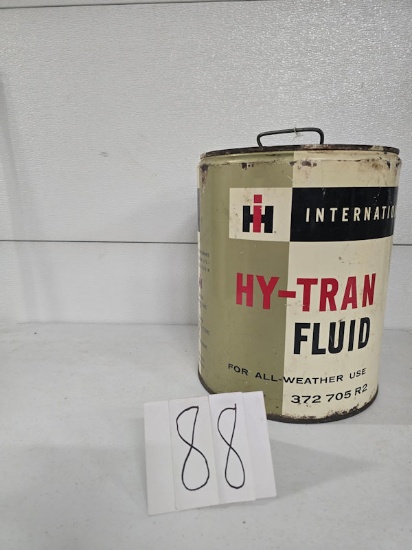 IH INTERNATIO
HY-TRAN
FLUID
FOR ALL-WEATHER USE
372 705 R2
88